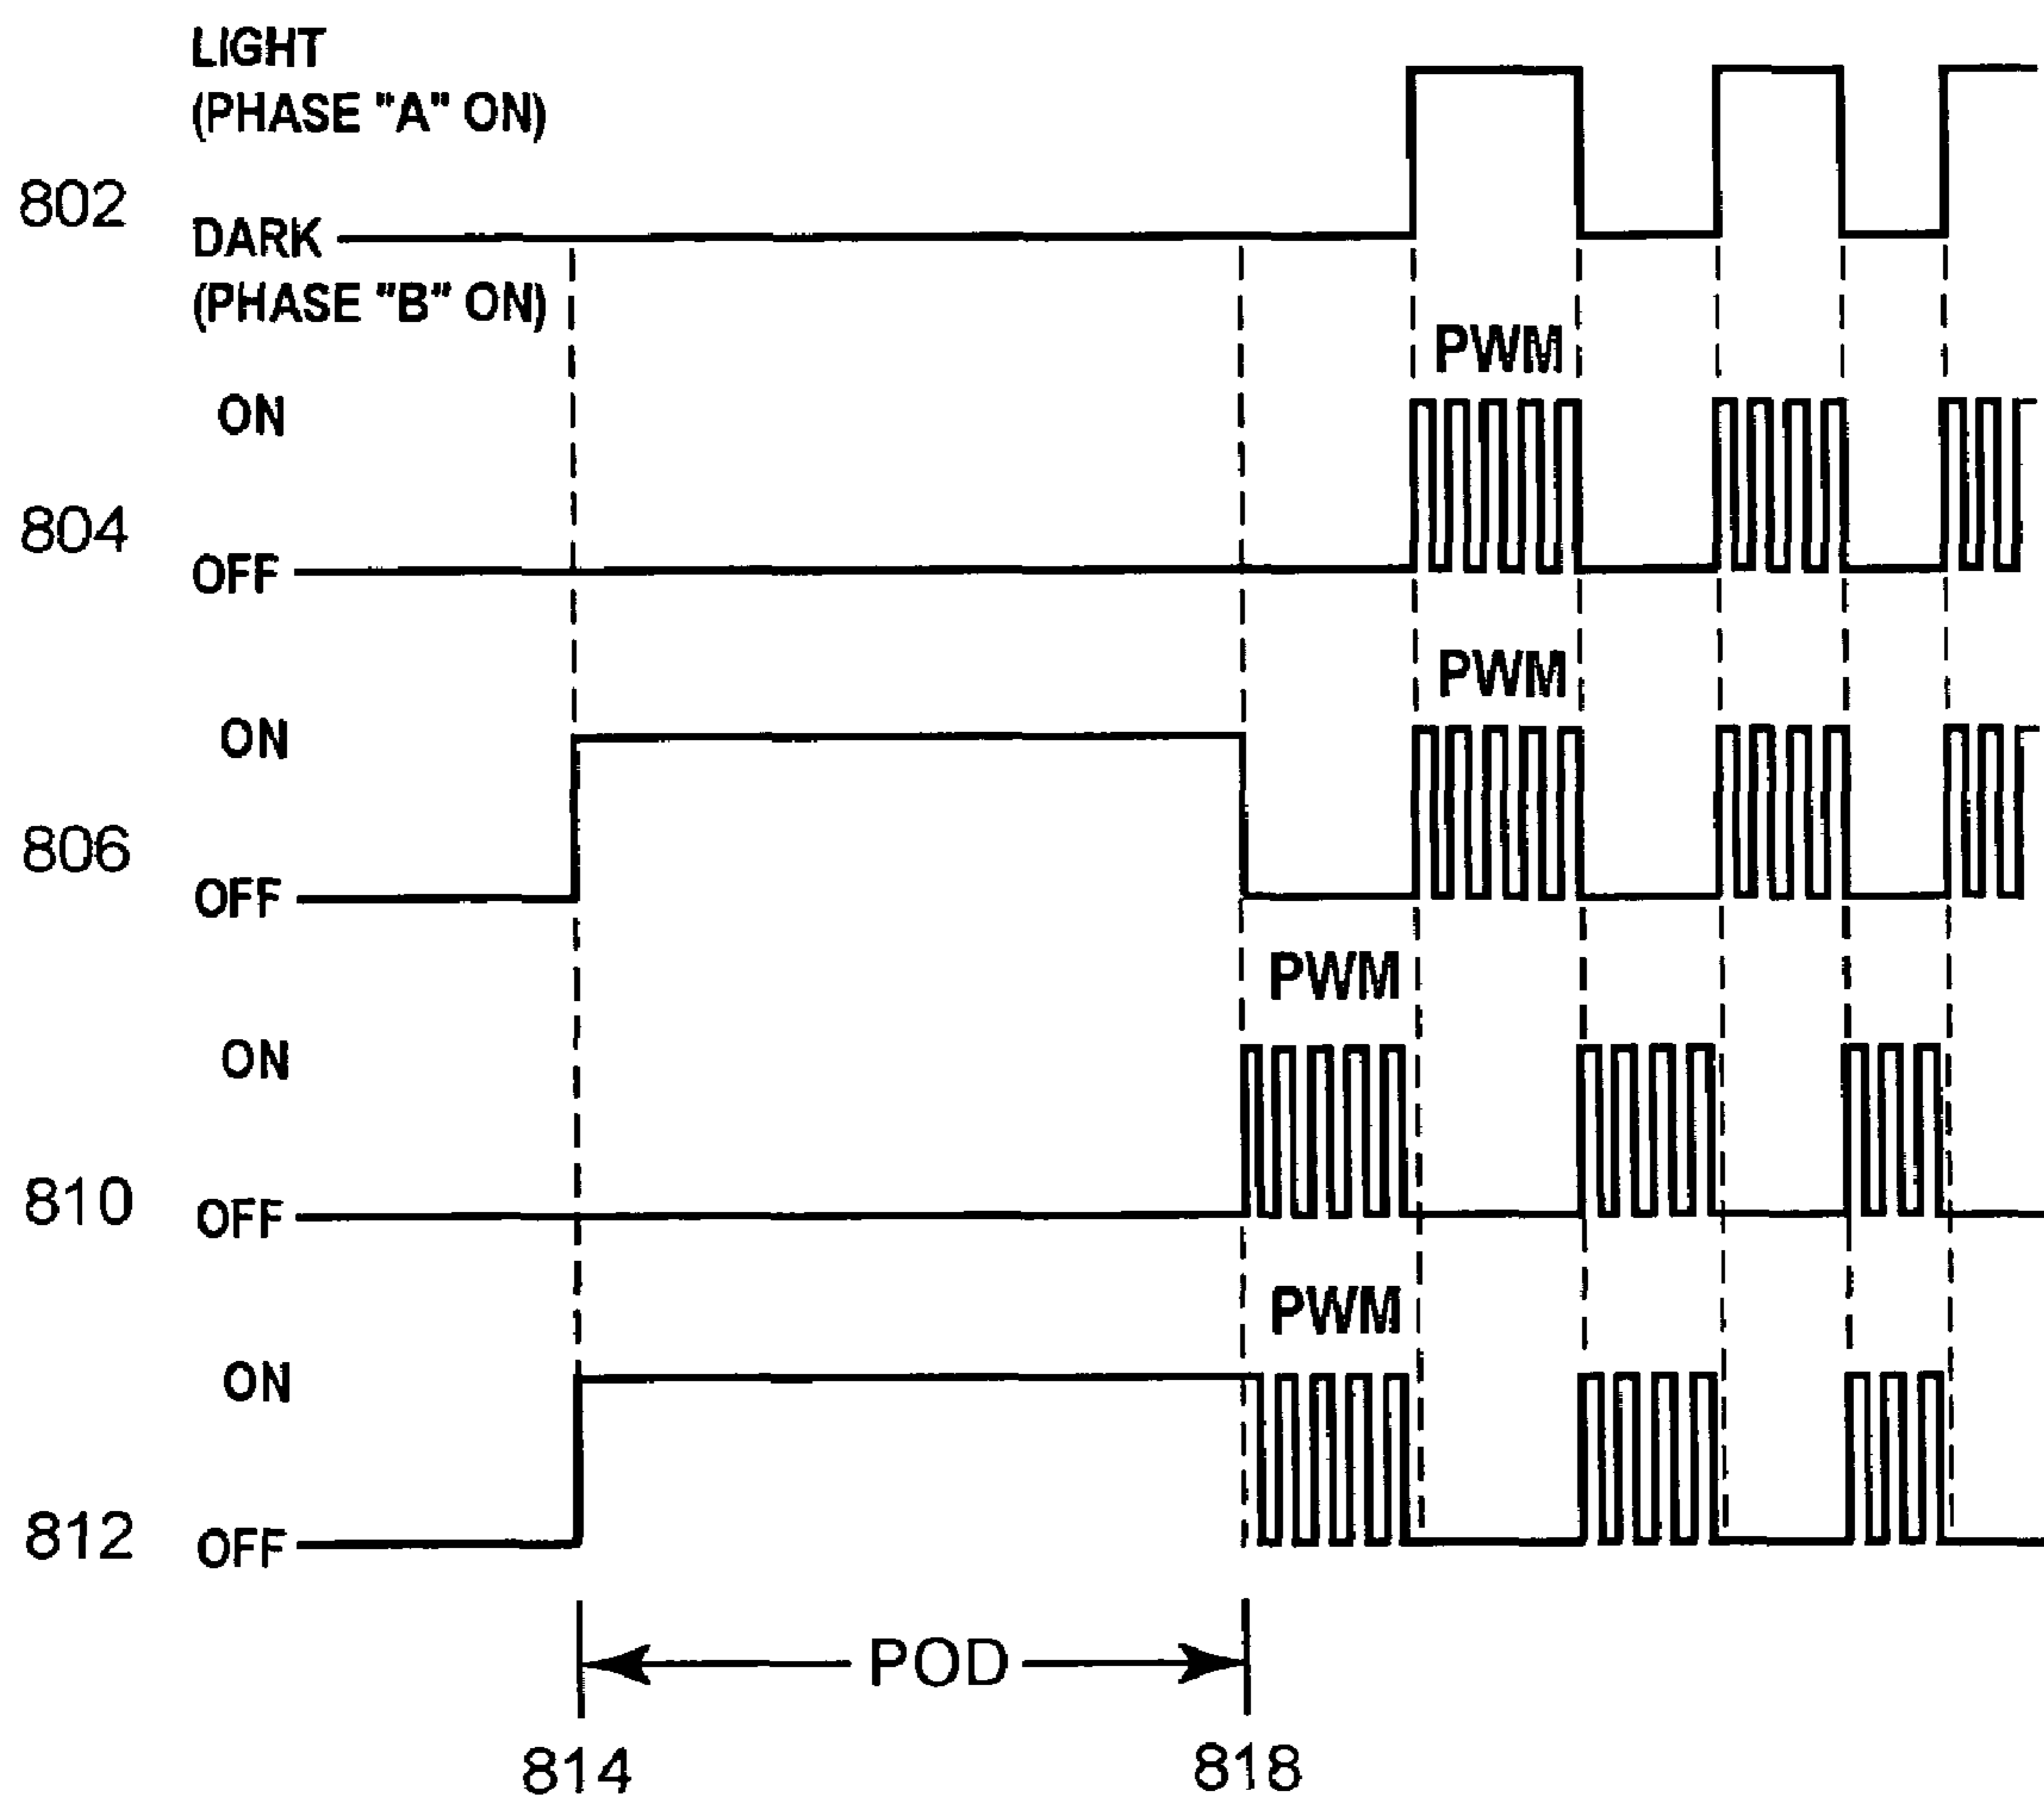 LIGHT
(PHASE "A" ON)
802
DARK
(PHASE "B" ON)
PWM
ON
804
OFF
PWM
ON
806
OFF
PWM
ON
810
OFF
PWM
ON
812
OFF
POD
814
818